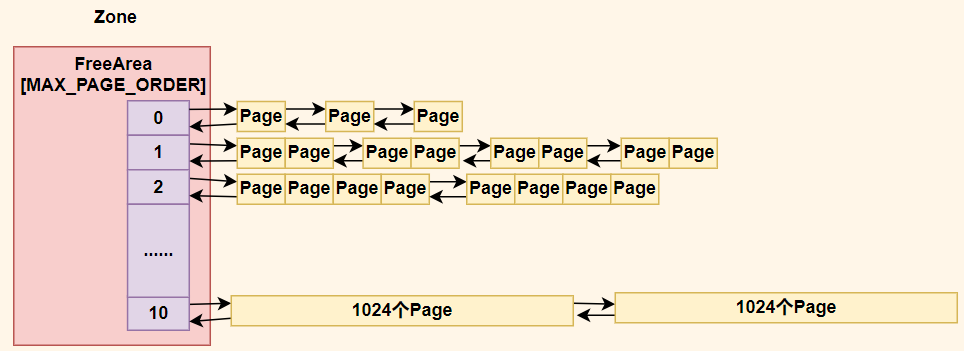 Zone
FreeArea
[MAX_PAGE_ORDER]
0
Page Page Page
1
Page Page Page Page Page Page Page Page
2
Page Page Page Page Page Page Page Page
......
10
1024个Page
1024个Page